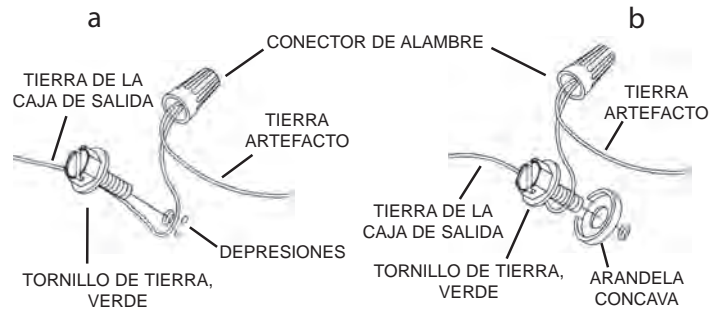 a
b
CONECTOR DE ALAMBRE
TIERRA DE LA
CAJA DE SALIDA
TIERRA
ARTEFACTO
DEPRESIONES
TORNILLO DE TIERRA,
VERDE
TIERRA
ARTEFACTO
TIERRA DE LA
CAJA DE SALIDA
TORNILLO DE TIERRA,
VERDE
ARANDELA
CONCAVA